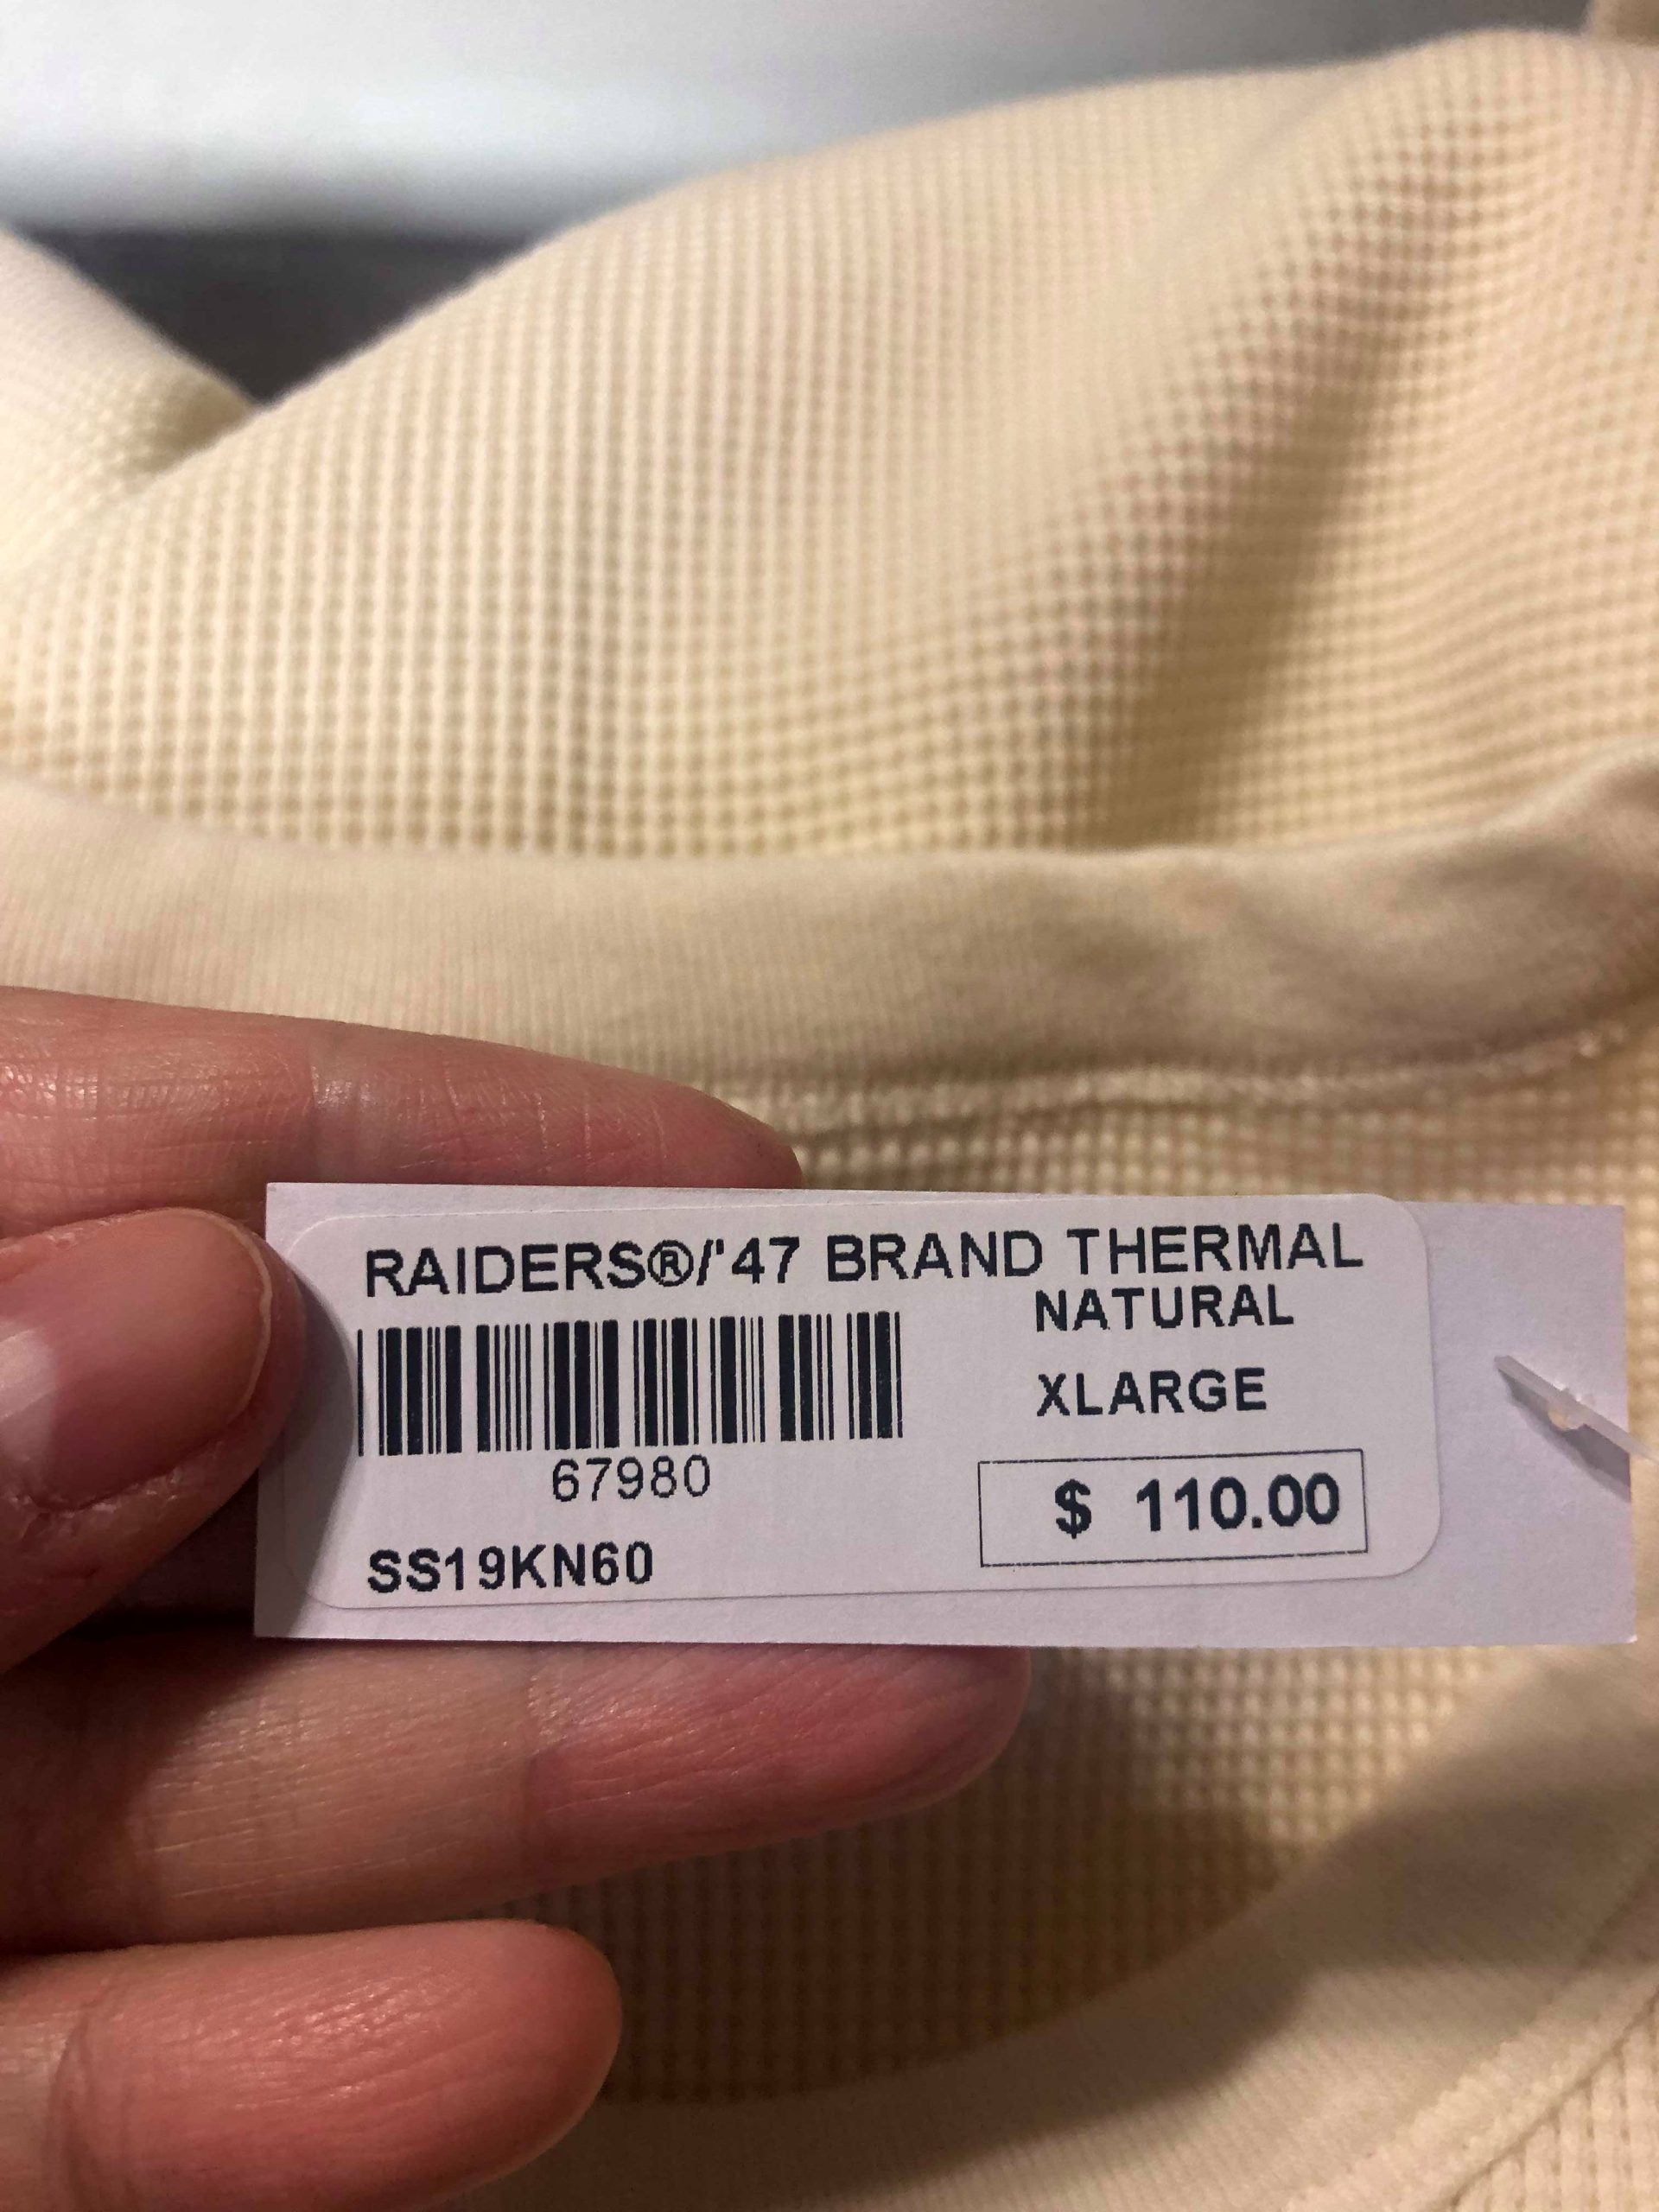 RAIDERS®/'47 BRAND THERMAL
NATURAL
XLARGE
67980
$ 110.00
SS19KN60